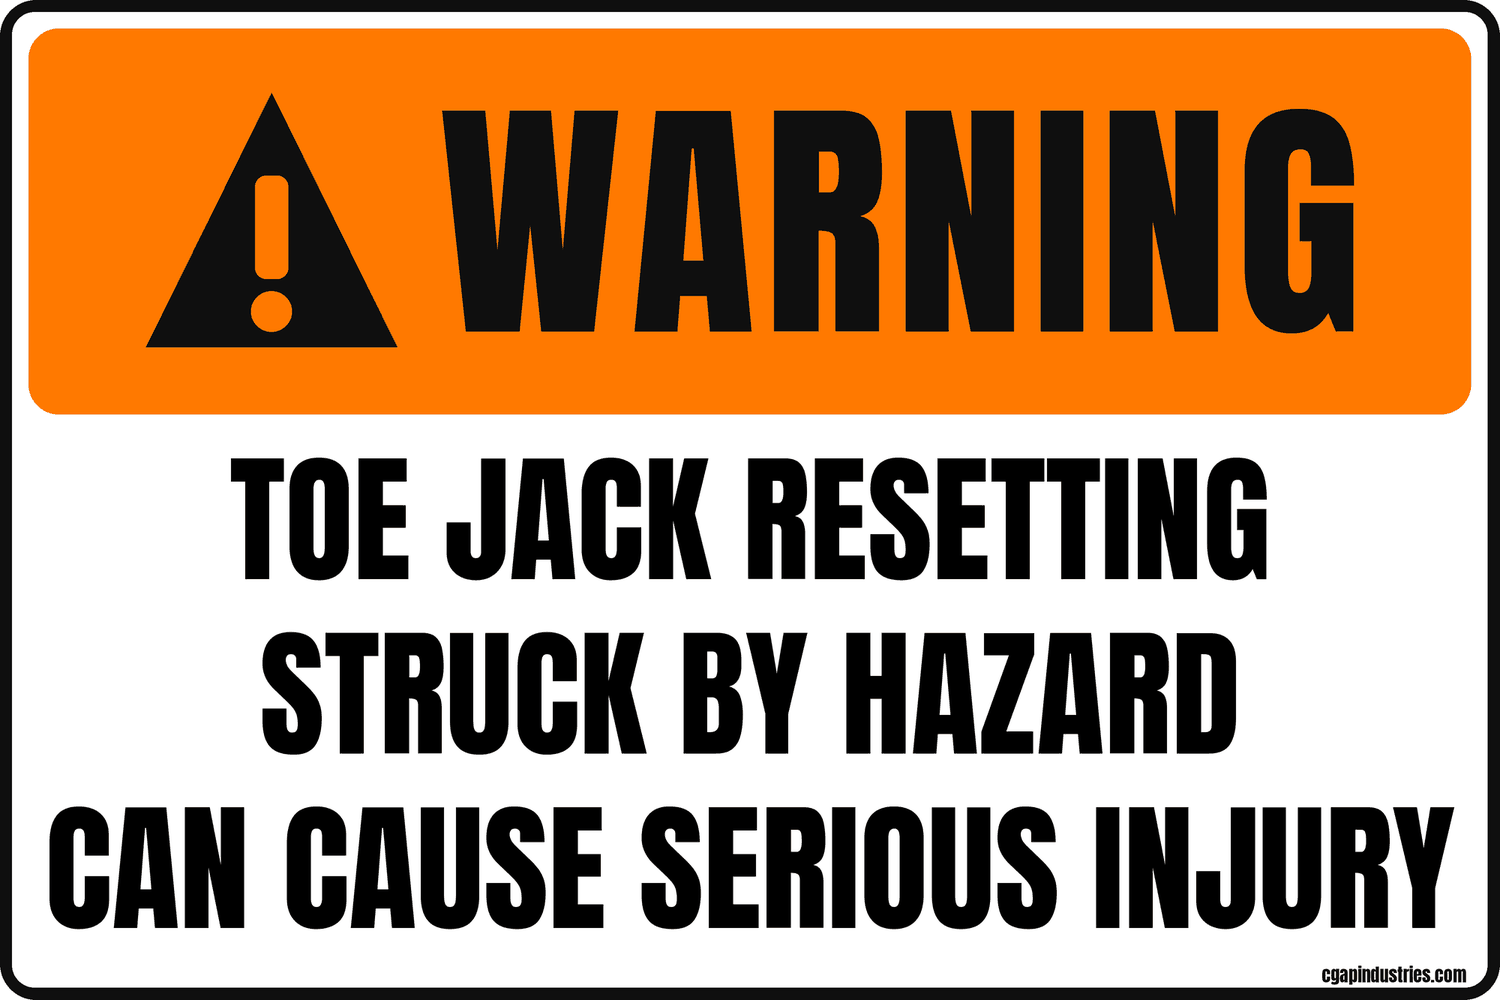 WARNING
TOE JACK RESETTING
STRUCK BY HAZARD
CAN CAUSE SERIOUS INJURY
cgapindustries.com